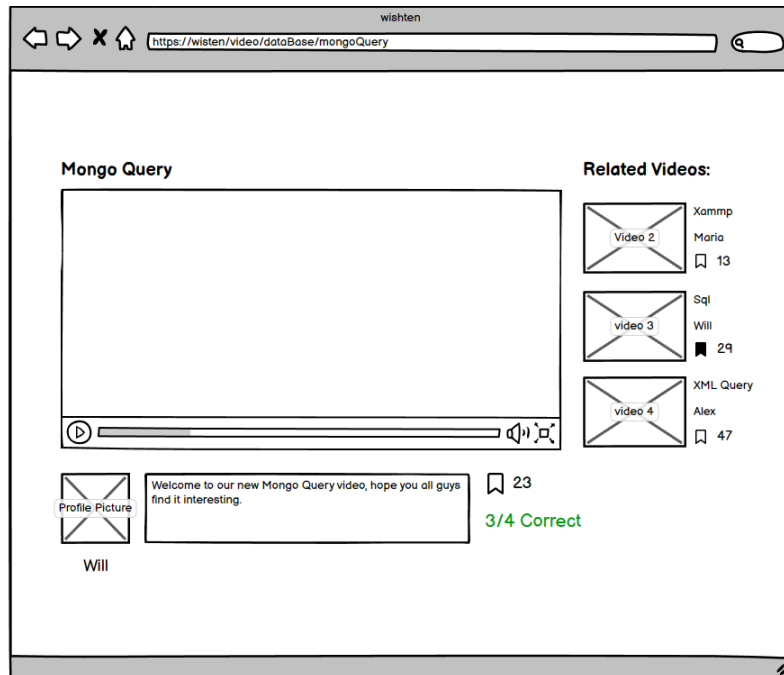 wishten
https://wisten/video/dataBase/mongoQuery
Mongo Query
Related Videos:
Video 2
Xammp
Maria
13
video 3
Sql
Will
29
video 4
XML Query
Alex
47
Profile Picture
Welcome to our new Mongo Query video, hope you all guys
find it interesting.
23
3/4 Correct
Will